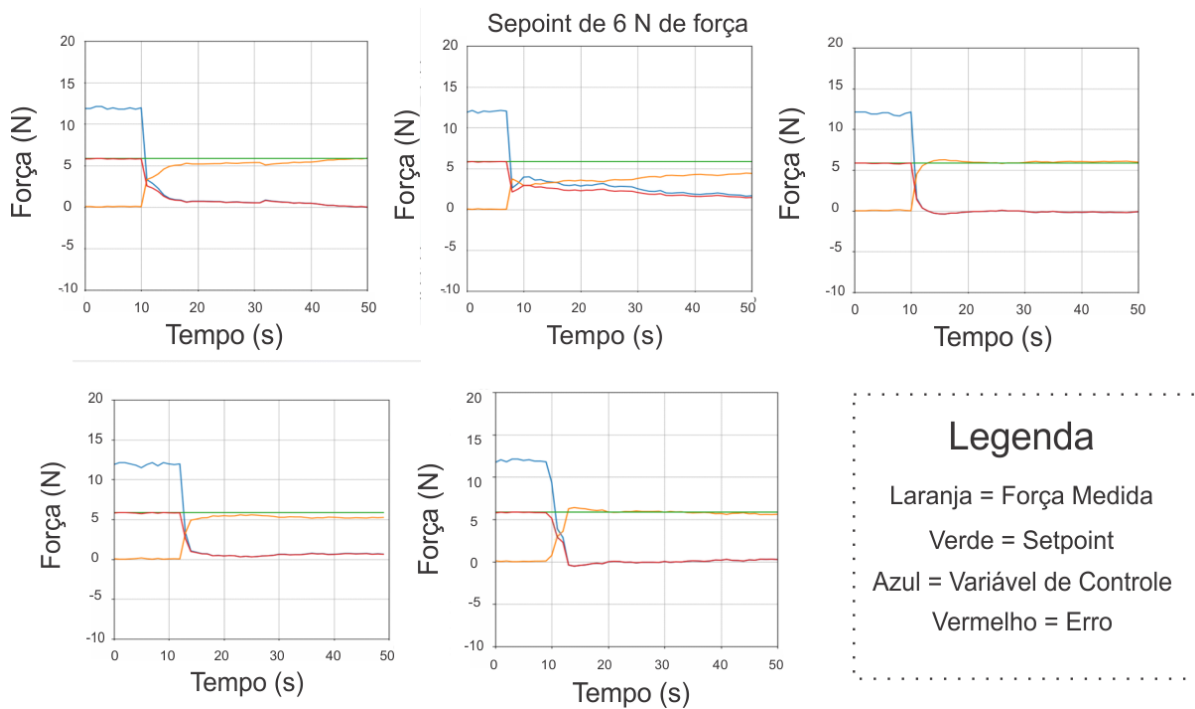 Sepoint de 6 N de força
20
15
10
5
0
-5
-10
0 10 20 30 40 50
Força (N)
Tempo (s)
20
15
10
5
0
-5
-10
0 10 20 30 40 50
Força (N)
Tempo (s)
20
15
10
5
0
-5
-10
0 10 20 30 40 50
Força (N)
Tempo (s)
20
15
10
5
0
-5
-10
0 10 20 30 40 50
Força (N)
Tempo (s)
20
15
10
5
0
-5
-10
0 10 20 30 40 50
Força (N)
Tempo (s)
Legenda
Laranja = Força Medida
Verde = Setpoint
Azul = Variável de Controle
Vermelho = Erro